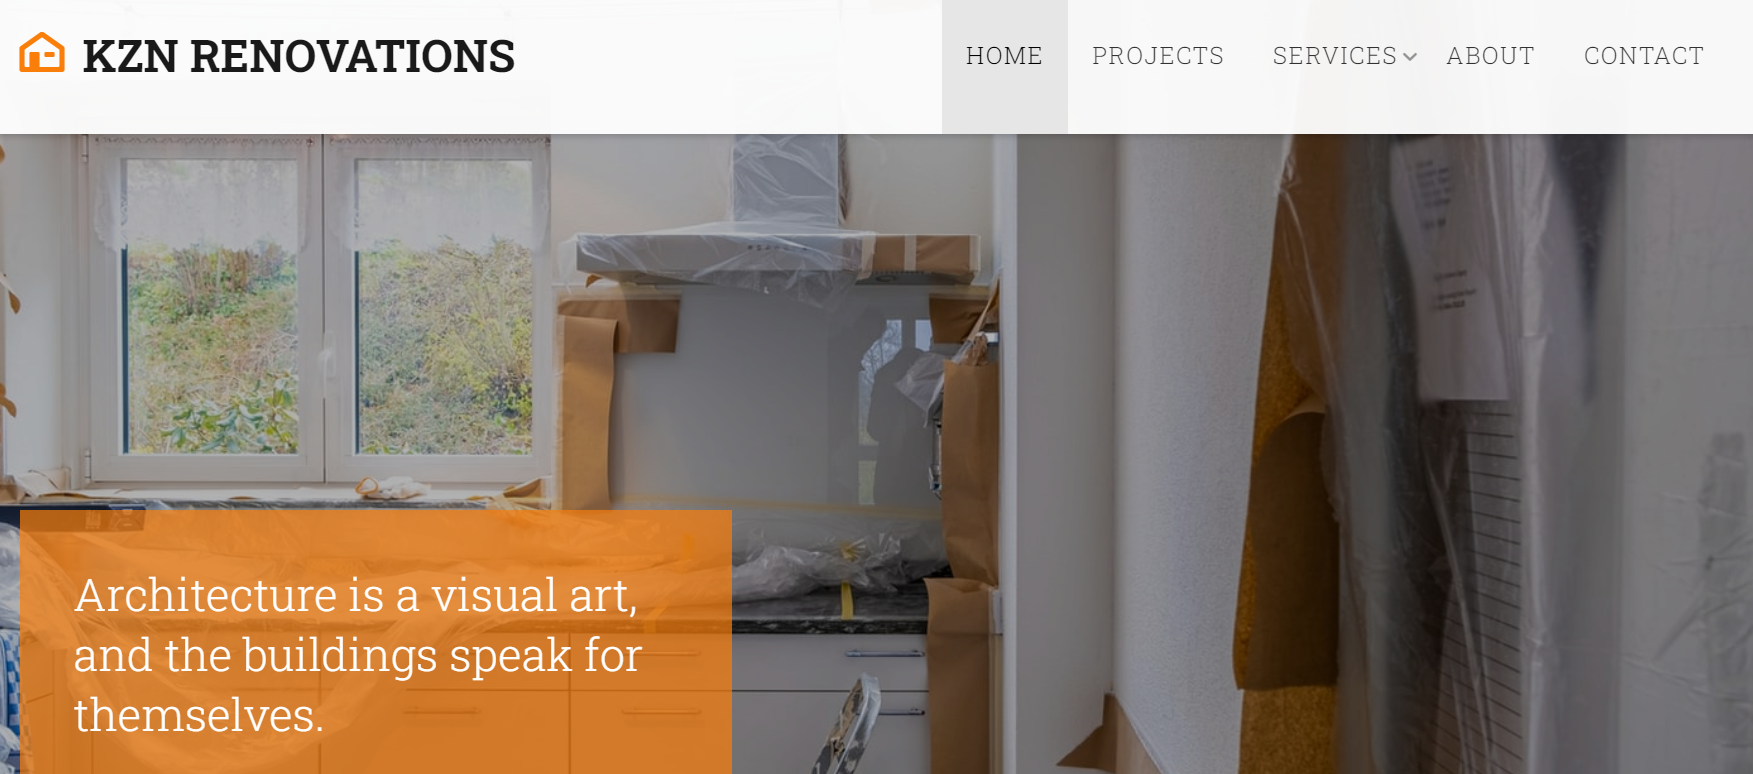 KZN RENOVATIONS
HOME PROJECTS SERVICES ABOUT CONTACT
Architecture is a visual art,
and the buildings speak for
themselves.